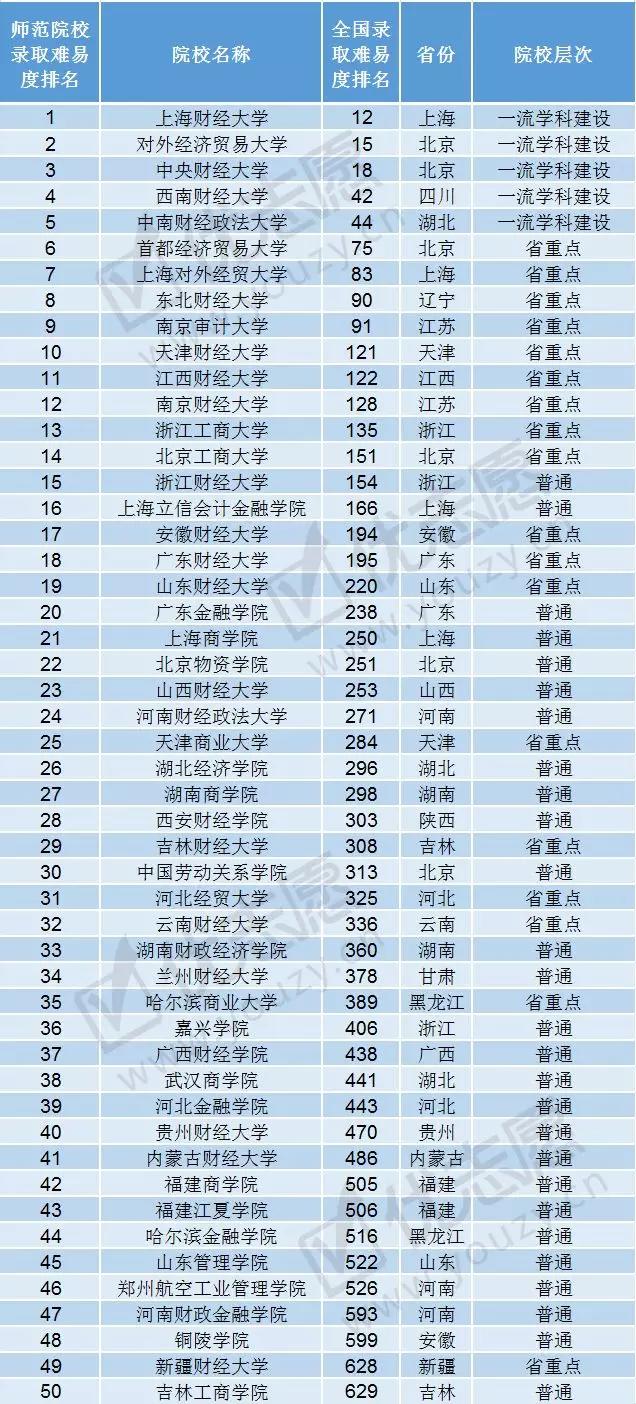 师范院校录取难易度排名 院校名称 全国录取难易度排名 省份 院校层次
1 上海财经大学 12 上海 一流学科建设
2 对外经济贸易大学 15 北京 一流学科建设
3 中央财经大学 18 北京 一流学科建设
4 西南财经大学 42 四川 一流学科建设
5 中南财经政法大学 44 湖北 一流学科建设
6 首都经济贸易大学 75 北京 省重点
7 上海对外经贸大学 83 上海 省重点
8 东北财经大学 90 辽宁 省重点
9 南京审计大学 91 江苏 省重点
10 天津财经大学 121 天津 省重点
11 江西财经大学 122 江西 省重点
12 南京财经大学 128 江苏 省重点
13 浙江工商大学 135 浙江 省重点
14 北京工商大学 151 北京 省重点
15 浙江财经大学 154 浙江 普通
16 上海立信会计金融学院 166 上海 普通
17 安徽财经大学 194 安徽 省重点
18 广东财经大学 195 广东 省重点
19 山东财经大学 220 山东 省重点
20 广东金融学院 238 广东 普通
21 上海商学院 250 上海 普通
22 北京物资学院 251 北京 普通
23 山西财经大学 253 山西 普通
24 河南财经政法大学 271 河南 普通
25 天津商业大学 284 天津 省重点
26 湖北经济学院 296 湖北 普通
27 湖南商学院 298 湖南 普通
28 西安财经学院 303 陕西 普通
29 吉林财经大学 308 吉林 省重点
30 中国劳动关系学院 313 北京 普通
31 河北经贸大学 325 河北 省重点
32 云南财经大学 336 云南 省重点
33 湖南财政经济学院 360 湖南 普通
34 兰州财经大学 378 甘肃 普通
35 哈尔滨商业大学 389 黑龙江 省重点
36 嘉兴学院 406 浙江 普通
37 广西财经学院 438 广西 普通
38 武汉商学院 441 湖北 普通
39 河北金融学院 443 河北 普通
40 贵州财经大学 470 贵州 普通
41 内蒙古财经大学 486 内蒙古 普通
42 福建商学院 505 福建 普通
43 福建江夏学院 506 福建 普通
44 哈尔滨金融学院 516 黑龙江 普通
45 山东管理学院 522 山东 普通
46 郑州航空工业管理学院 526 河南 普通
47 河南财政金融学院 593 河南 普通
48 铜陵学院 599 安徽 普通
49 新疆财经大学 628 新疆 省重点
50 吉林工商学院 629 吉林 普通
优志愿
www.youzy.cn
优志愿
www.youzy.cn
优志愿
www.youzy.cn
优志愿
www.youzy.cn